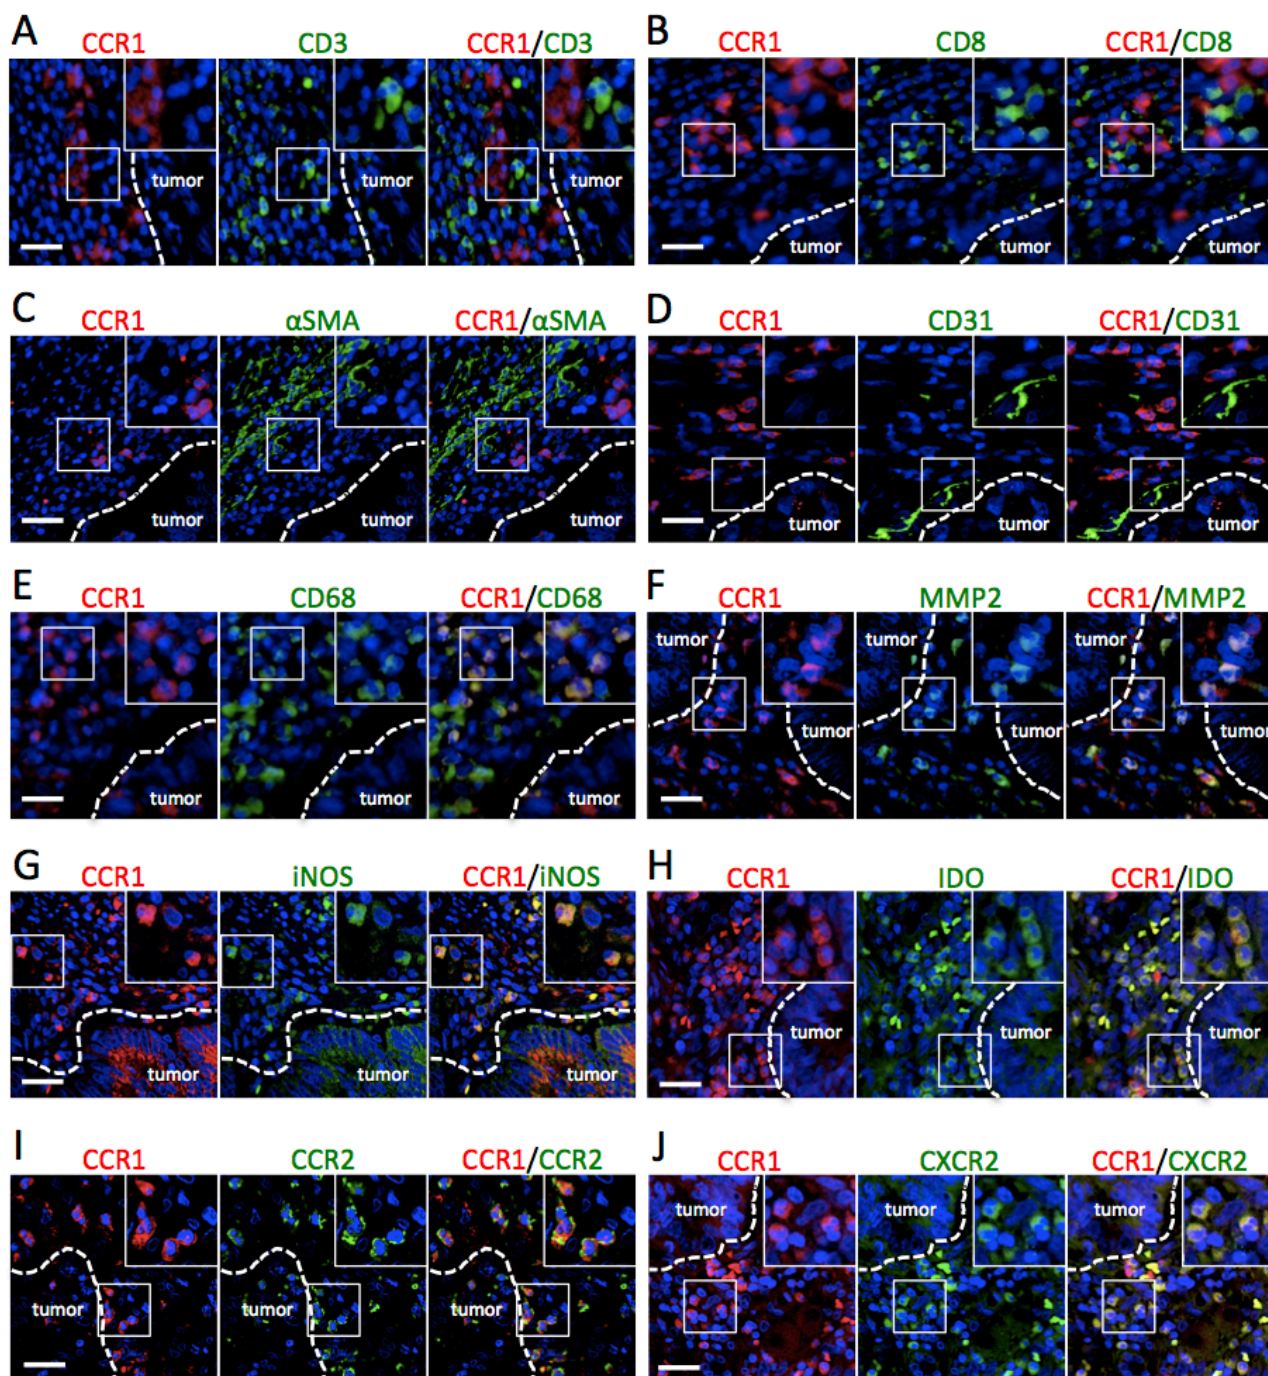 A
CCR1 CD3 CCR1/CD3
tumor tumor tumor
B
CCR1 CD8 CCR1/CD8
tumor tumor tumor
C
CCR1 αSMA CCR1/αSMA
tumor tumor tumor
D
CCR1 CD31 CCR1/CD31
tumor tumor tumor
E
CCR1 CD68 CCR1/CD68
tumor tumor tumor
F
CCR1 MMP2 CCR1/MMP2
tumor tumor tumor
tumor tumor tumor
G
CCR1 iNOS CCR1/iNOS
tumor tumor tumor
H
CCR1 IDO CCR1/IDO
tumor tumor tumor
I
CCR1 CCR2 CCR1/CCR2
tumor tumor tumor
J
CCR1 CXCR2 CCR1/CXCR2
tumor tumor tumor